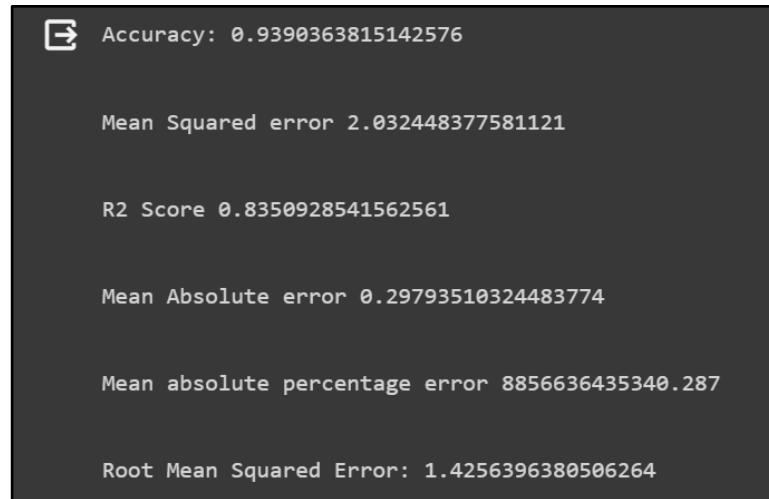 Accuracy: 0.9390363815142576
Mean Squared error 2.032448377581121
R2 Score 0.8350928541562561
Mean Absolute error 0.29793510324483774
Mean absolute percentage error 8856636435340.287
Root Mean Squared Error: 1.4256396380506264